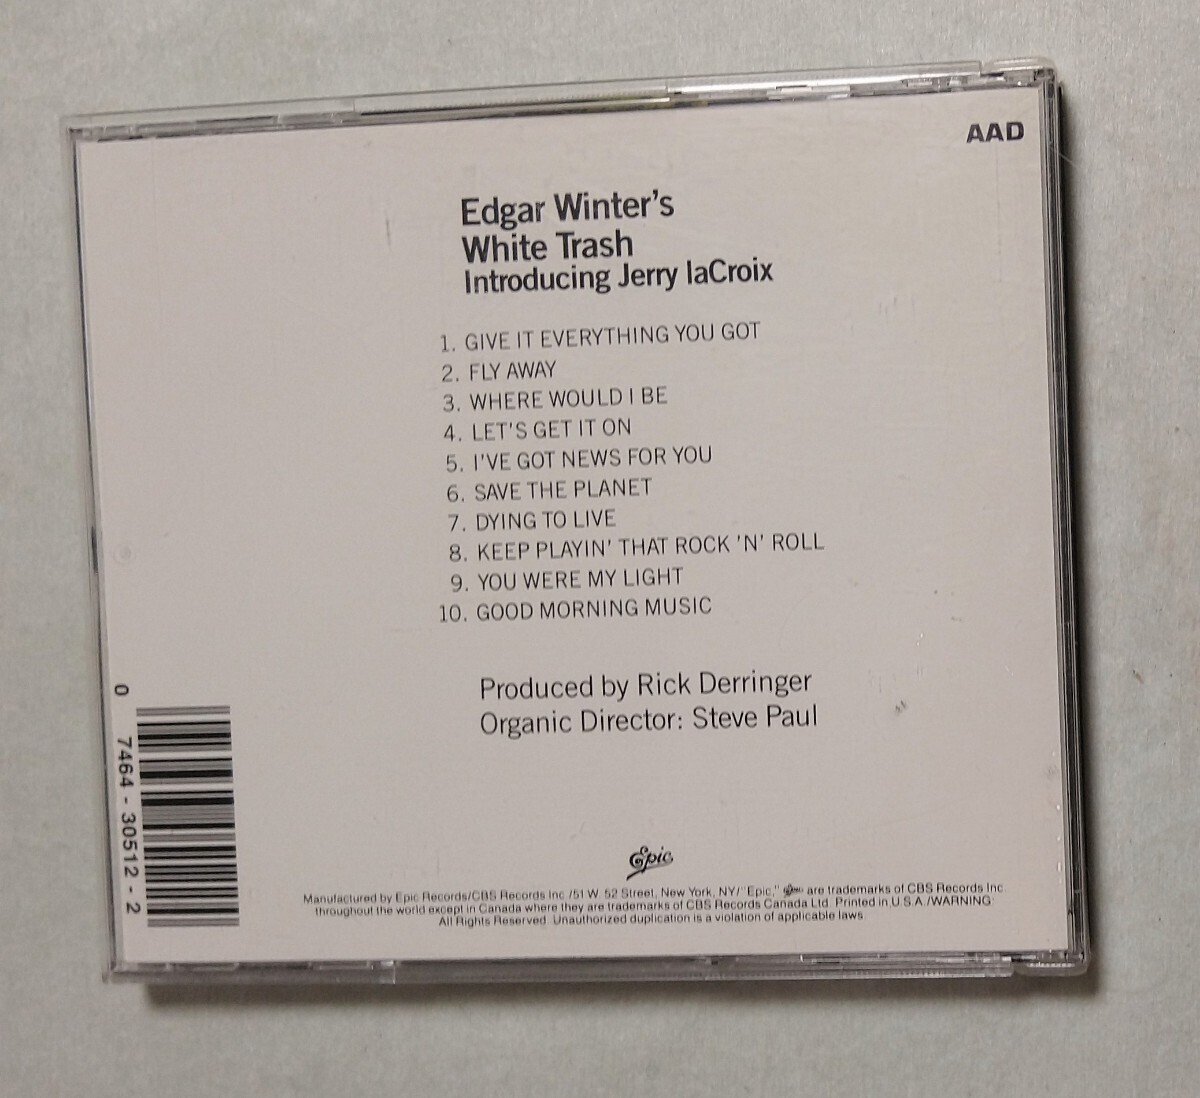 AAD
Edgar Winter's
White Trash
Introducing Jerry laCroix
1. GIVE IT EVERYTHING YOU GOT
2. FLY AWAY
3. WHERE WOULD I BE
4. LET'S GET IT ON
5. I'VE GOT NEWS FOR YOU
6. SAVE THE PLANET
7. DYING TO LIVE
8. KEEP PLAYIN' THAT ROCK 'N' ROLL
9. YOU WERE MY LIGHT
10. GOOD MORNING MUSIC
Produced by Rick Derringer
Organic Director: Steve Paul
0 7464-30512-2
Epic
Manufactured by Epic Records/CBS Records Inc./51 W. 52 Street, New York, NY/"Epic," Epic are trademarks of CBS Records Inc.
throughout the world except in Canada where they are trademarks of CBS Records Canada Ltd. Printed in U.S.A./WARNING:
All Rights Reserved. Unauthorized duplication is a violation of applicable laws.